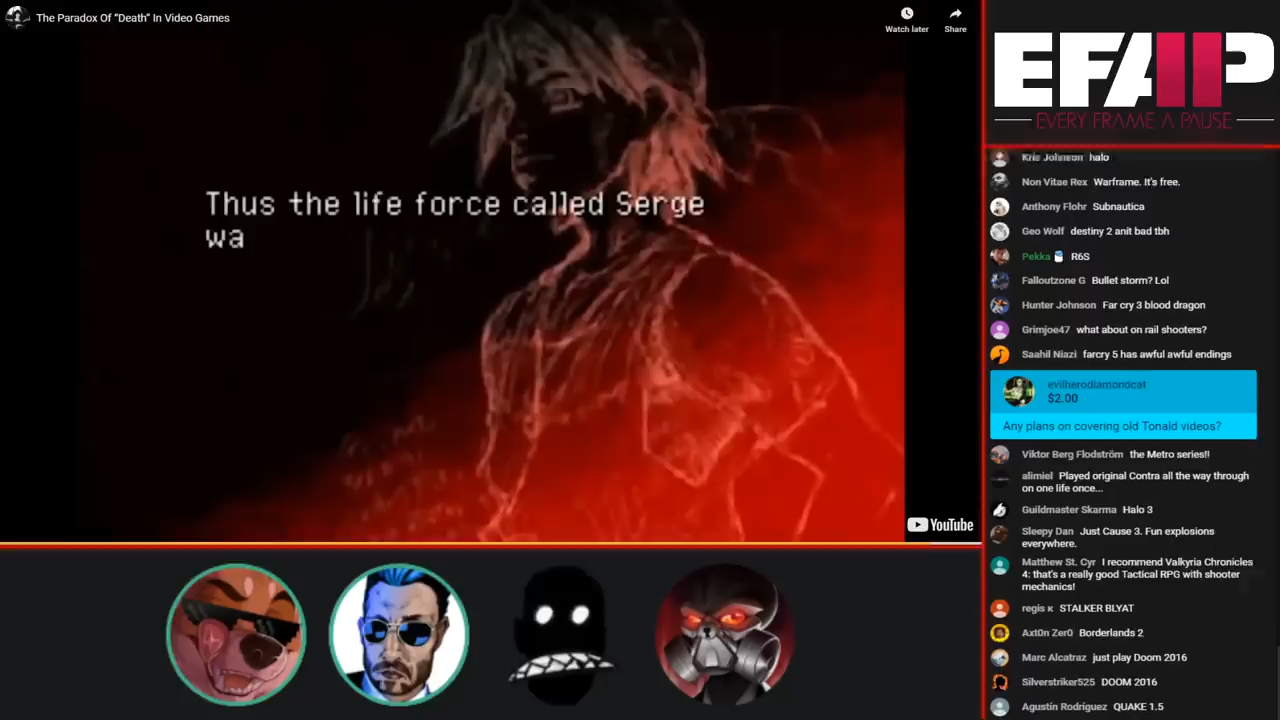 The Paradox Of "Death" In Video Games
Watch later
Share
Thus the life force called Serge
wa
YouTube
EFAP
EVERY FRAME A PAUSE
Kris Johnson halo
Non Vitae Rex Warframe. It's free.
Anthony Flohr Subnautica
Geo Wolf destiny 2 anit bad tbh
Pekka R6S
Falloutzone G Bullet storm? Lol
Hunter Johnson Far cry 3 blood dragon
Grimjoe47 what about on rail shooters?
Saahil Niazi farcry 5 has awful awful endings
evilherodiamondcat
$2.00
Any plans on covering old Tonald videos?
Viktor Berg Flodström the Metro series!!
alimiel Played original Contra all the way through
on one life once...
Guildmaster Skarma Halo 3
Sleepy Dan Just Cause 3. Fun explosions
everywhere.
Matthew St. Cyr I recommend Valkyria Chronicles
4: that's a really good Tactical RPG with shooter
mechanics!
regis ĸ STALKER BLYAT
Axt0n Zer0 Borderlands 2
Marc Alcatraz just play Doom 2016
Silverstriker525 DOOM 2016
Agustín Rodríguez QUAKE 1.5